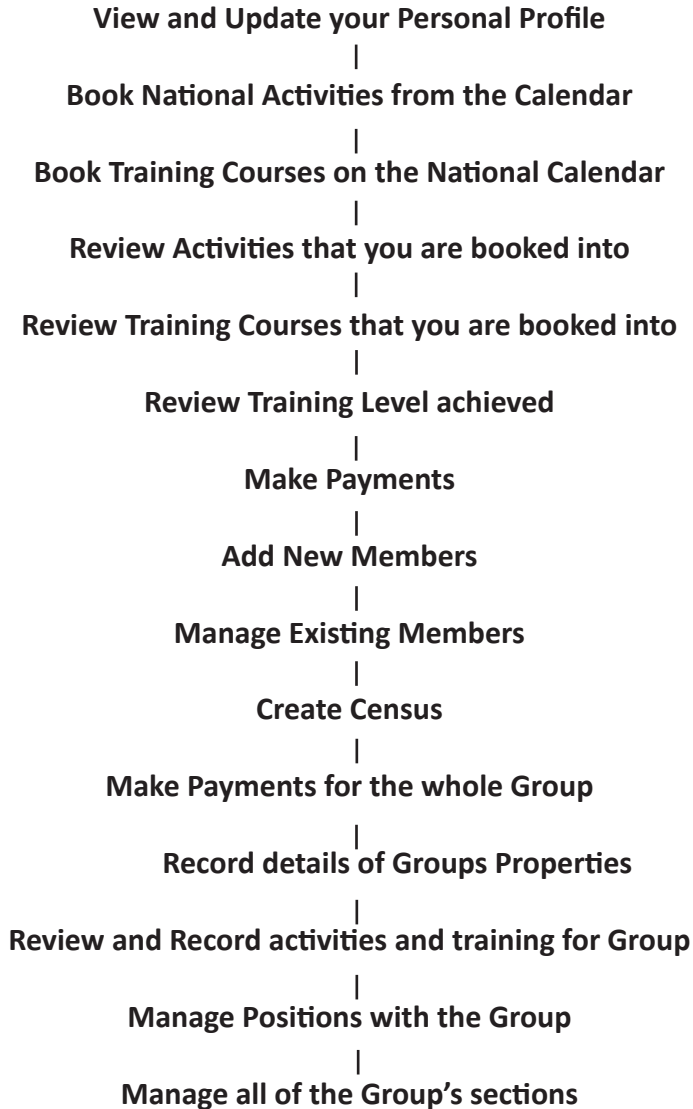 View and Update your Personal Profile
|
Book National Activities from the Calendar
|
Book Training Courses on the National Calendar
|
Review Activities that you are booked into
|
Review Training Courses that you are booked into
|
Review Training Level achieved
|
Make Payments
|
Add New Members
|
Manage Existing Members
|
Create Census
|
Make Payments for the whole Group
|
Record details of Groups Properties
|
Review and Record activities and training for Group
|
Manage Positions with the Group
|
Manage all of the Group’s sections